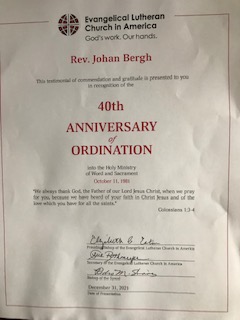 Evangelical Lutheran
Church in America
God's work. Our hands.
Rev. Johan Bergh
This testimonial of commendation and gratitude is presented to you
in recognition of the
40th
ANNIVERSARY
of
ORDINATION
into the Holy Ministry
of Word and Sacrament
October 11, 1981
"We always thank God, the Father of our Lord Jesus Christ, when we pray
for you because we have heard of your faith in Christ Jesus and of the
love which you have for all the saints."
Colossians 1:3-4
Elizabeth A. Eaton
Presiding Bishop of the Evangelical Lutheran Church in America
Secretary of the Evangelical Lutheran Church in America
Bishop of the Synod
December 31, 2021
Date of Presentation